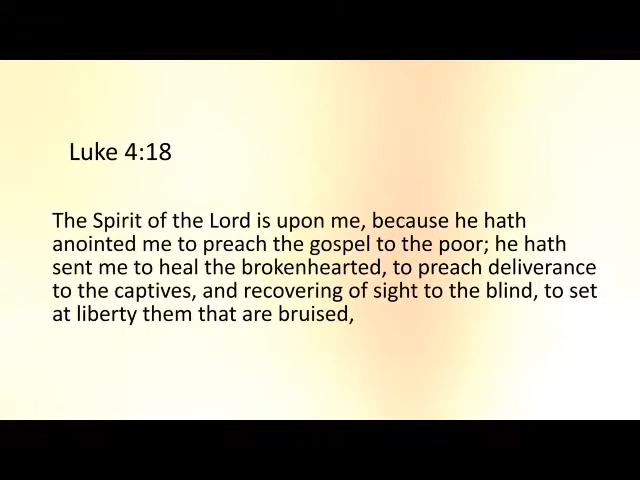 Luke 4:18
The Spirit of the Lord is upon me, because he hath
anointed me to preach the gospel to the poor; he hath
sent me to heal the brokenhearted, to preach deliverance
to the captives, and recovering of sight to the blind, to set
at liberty them that are bruised,